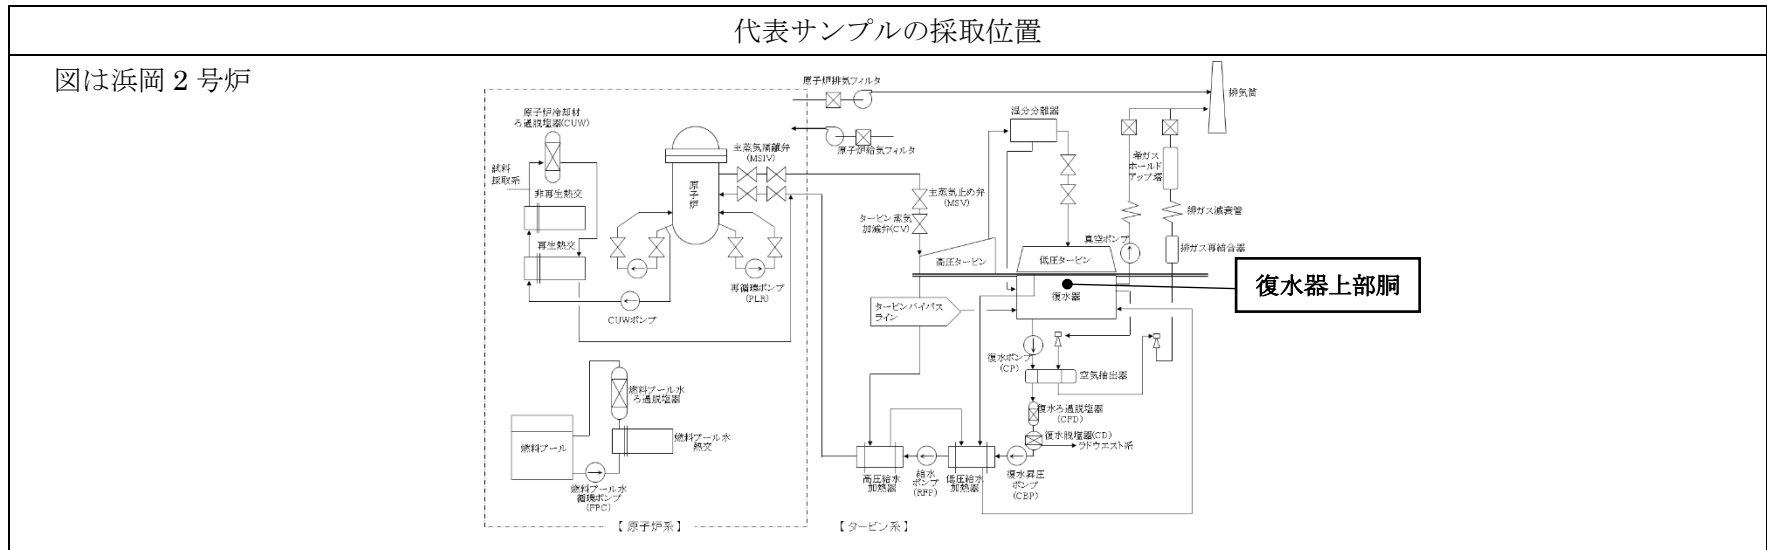 代表サンプルの採取位置
図は浜岡 2 号炉
原子炉排気フィルタ
排気筒
原子炉冷却材
ろ過脱塩器(CUW)
湿分分離器
主蒸気隔離弁
(MSIV)
原子炉給気フィルタ
希ガス
ホールド
アップ塔
試料
採取系
非再生熱交
原子炉
主蒸気止め弁
(MSV)
タービン蒸気
加減弁(CV)
排ガス減衰管
再生熱交
真空ポンプ
排ガス再結合器
高圧タービン
低圧タービン
再循環ポンプ
(PLR)
復水器
復水器上部胴
タービンバイパス
ライン
CUWポンプ
復水ポンプ
(CP)
空気抽出器
燃料プール水
ろ過脱塩器
復水ろ過脱塩器
(CFD)
復水脱塩器(CD)
ラドウエスト系
燃料プール
燃料プール水
熱交
高圧給水
加熱器
給水
ポンプ
(RFP)
低圧給水
加熱器
復水昇圧
ポンプ
(CBP)
燃料プール水
循環ポンプ
(FPC)
【 原子炉系 】
【 タービン系 】